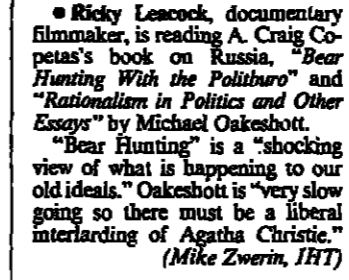 • Ricky Leacock, documentary
filmmaker, is reading A. Craig Co-
petas's book on Russia, "Bear
Hunting With the Politburo" and
"Rationalism in Politics and Other
Essays" by Michael Oakeshott.
"Bear Hunting" is a "shocking
view of what is happening to our
old ideals." Oakeshott is "very slow
going so there must be a liberal
interlarding of Agatha Christie."
(Mike Zwerin, IHT)